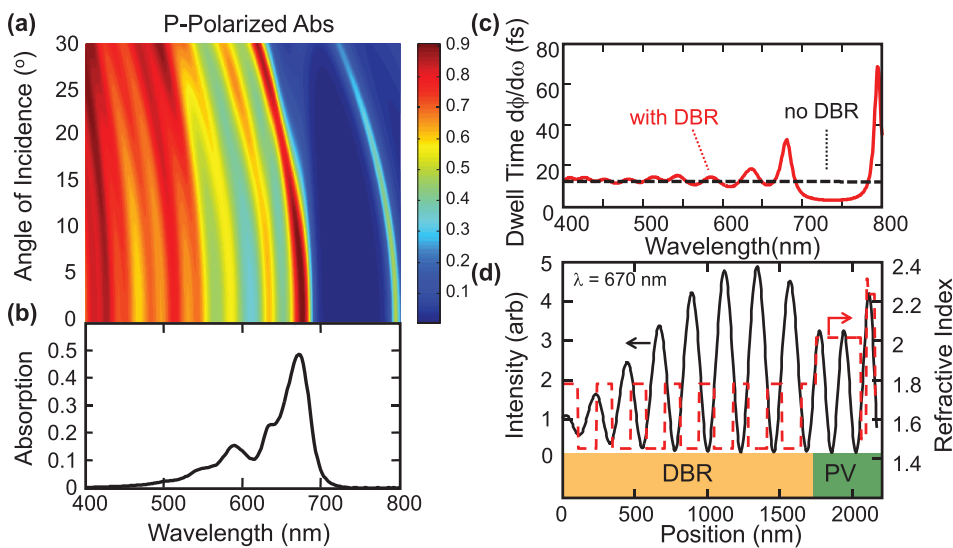 (a)
P-Polarized Abs
Angle of Incidence (°)
30
25
20
15
10
5
0
0.9
0.8
0.7
0.6
0.5
0.4
0.3
0.2
0.1
(b)
Absorption
0.5
0.4
0.3
0.2
0.1
0
400 500 600 700 800
Wavelength (nm)
(c)
Dwell Time dϕ/dω (fs)
80
60
40
20
0
with DBR
no DBR
400 500 600 700 800
Wavelength(nm)
(d)
λ = 670 nm
Intensity (arb)
5
4
3
2
1
0
2.4
2.2
2
1.8
1.6
1.4
Refractive Index
DBR PV
0 500 1000 1500 2000
Position (nm)